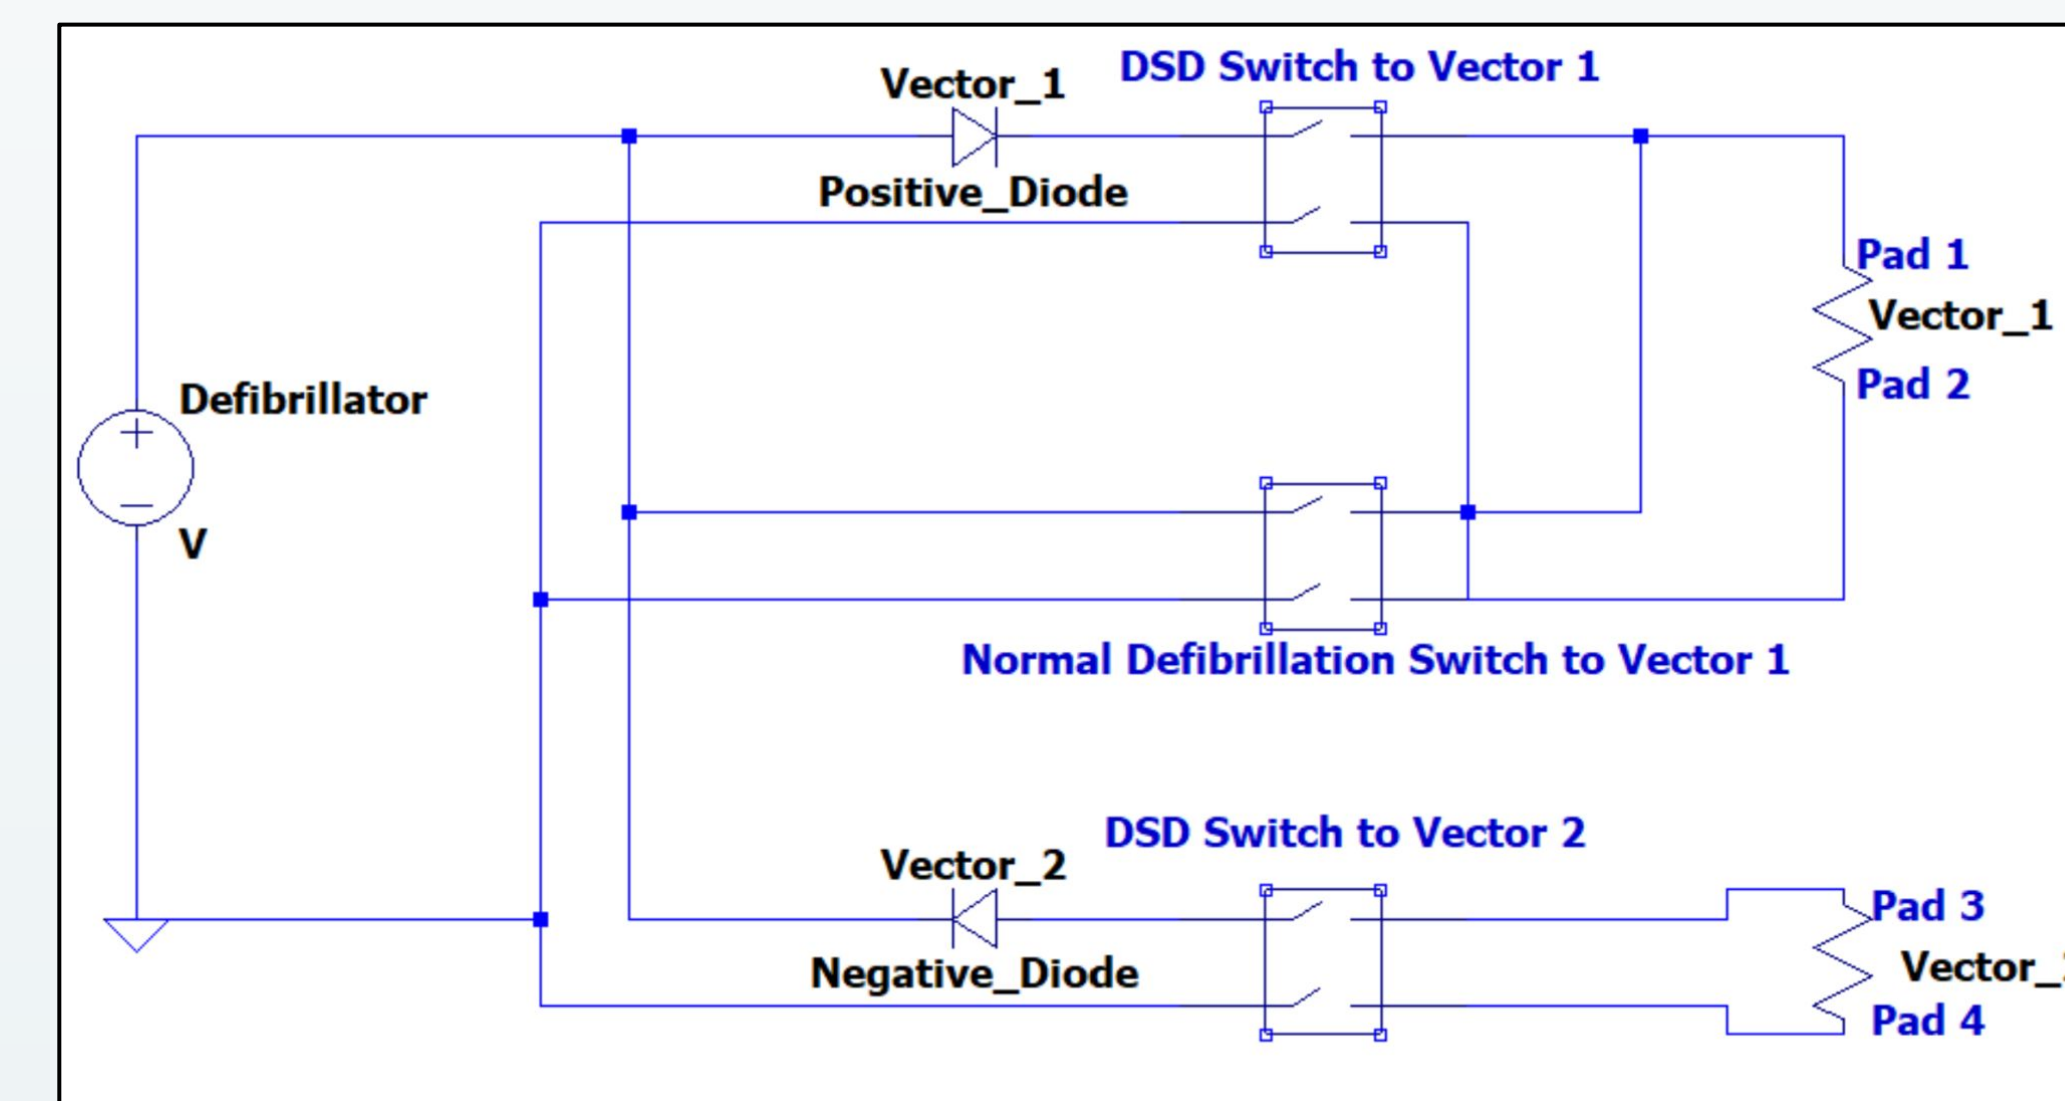 DSD Switch to Vector 1
Vector_1
Positive_Diode
Pad 1
Vector_1
Pad 2
Defibrillator
+
−
V
Normal Defibrillation Switch to Vector 1
DSD Switch to Vector 2
Vector_2
Pad 3
Vector_
Negative_Diode
Pad 4